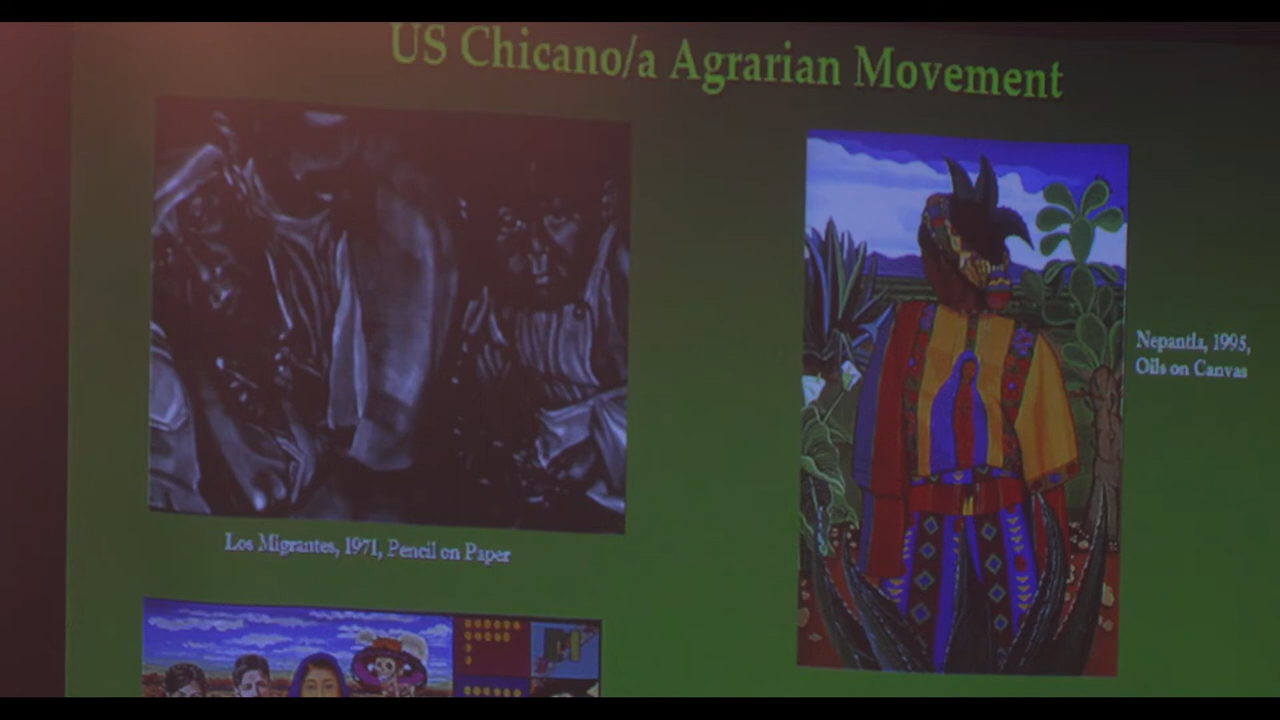 US Chicano/a Agrarian Movement
Nepantla, 1995,
Oils on Canvas
Los Migrantes, 1971, Pencil on Paper